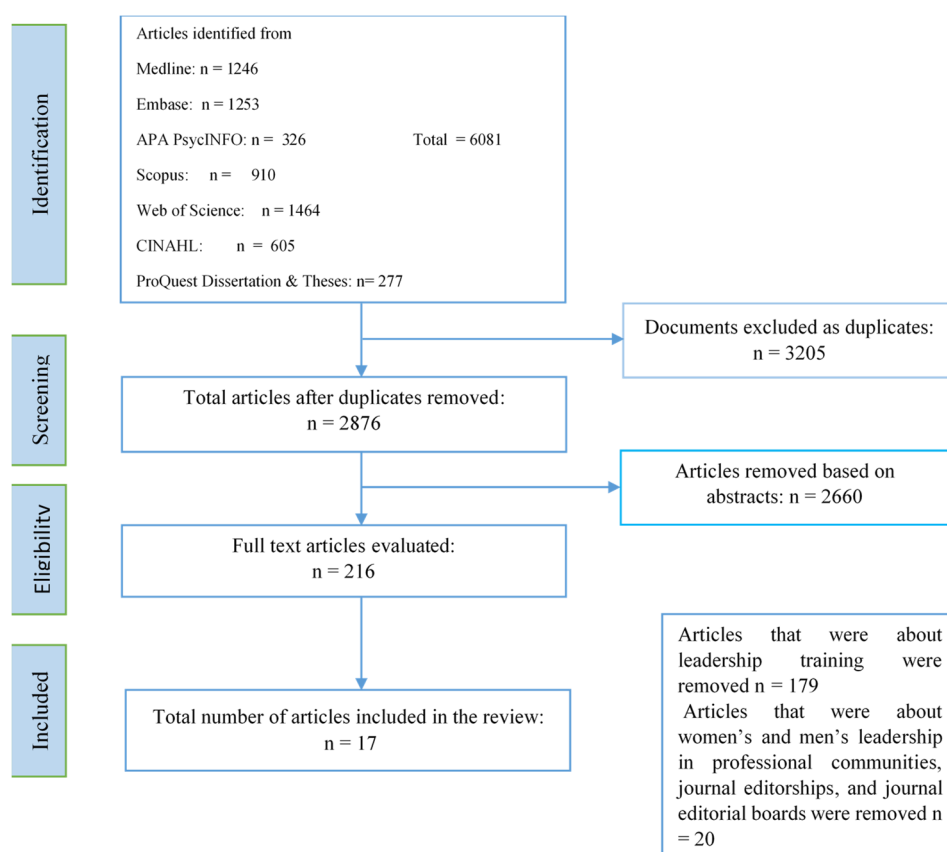 Identification
Articles identified from
Medline: n = 1246
Embase: n = 1253
APA PsycINFO: n = 326 Total = 6081
Scopus: n = 910
Web of Science: n = 1464
CINAHL: n = 605
ProQuest Dissertation & Theses: n= 277
Documents excluded as duplicates:
n = 3205
Screening
Total articles after duplicates removed:
n = 2876
Articles removed based on
abstracts: n = 2660
Eligibility
Full text articles evaluated:
n = 216
Articles that were about
leadership training were
removed n = 179
Articles that were about
women's and men's leadership
in professional communities,
journal editorships, and journal
editorial boards were removed n
= 20
Included
Total number of articles included in the review:
n = 17